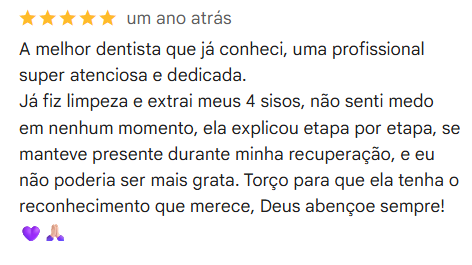 ★★★★★ um ano atrás
A melhor dentista que já conheci, uma profissional
super atenciosa e dedicada.
Já fiz limpeza e extrai meus 4 sisos, não senti medo
em nenhum momento, ela explicou etapa por etapa, se
manteve presente durante minha recuperação, e eu
não poderia ser mais grata. Torço para que ela tenha o
reconhecimento que merece, Deus abençoe sempre!
💜🙏🏼